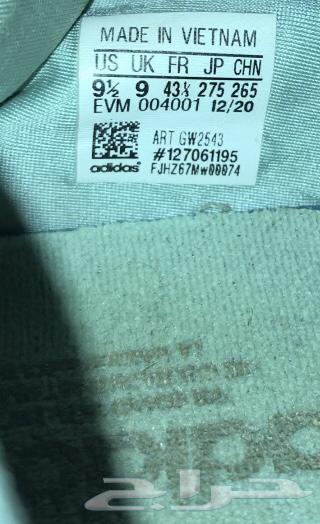 MADE IN VIETNAM
US UK FR JP CHN
9½ 9 43⅓ 275 265
EVM 004001 12/20
ART GW2543
#127061195
adidas® FJHZ67Mw00074
حراج